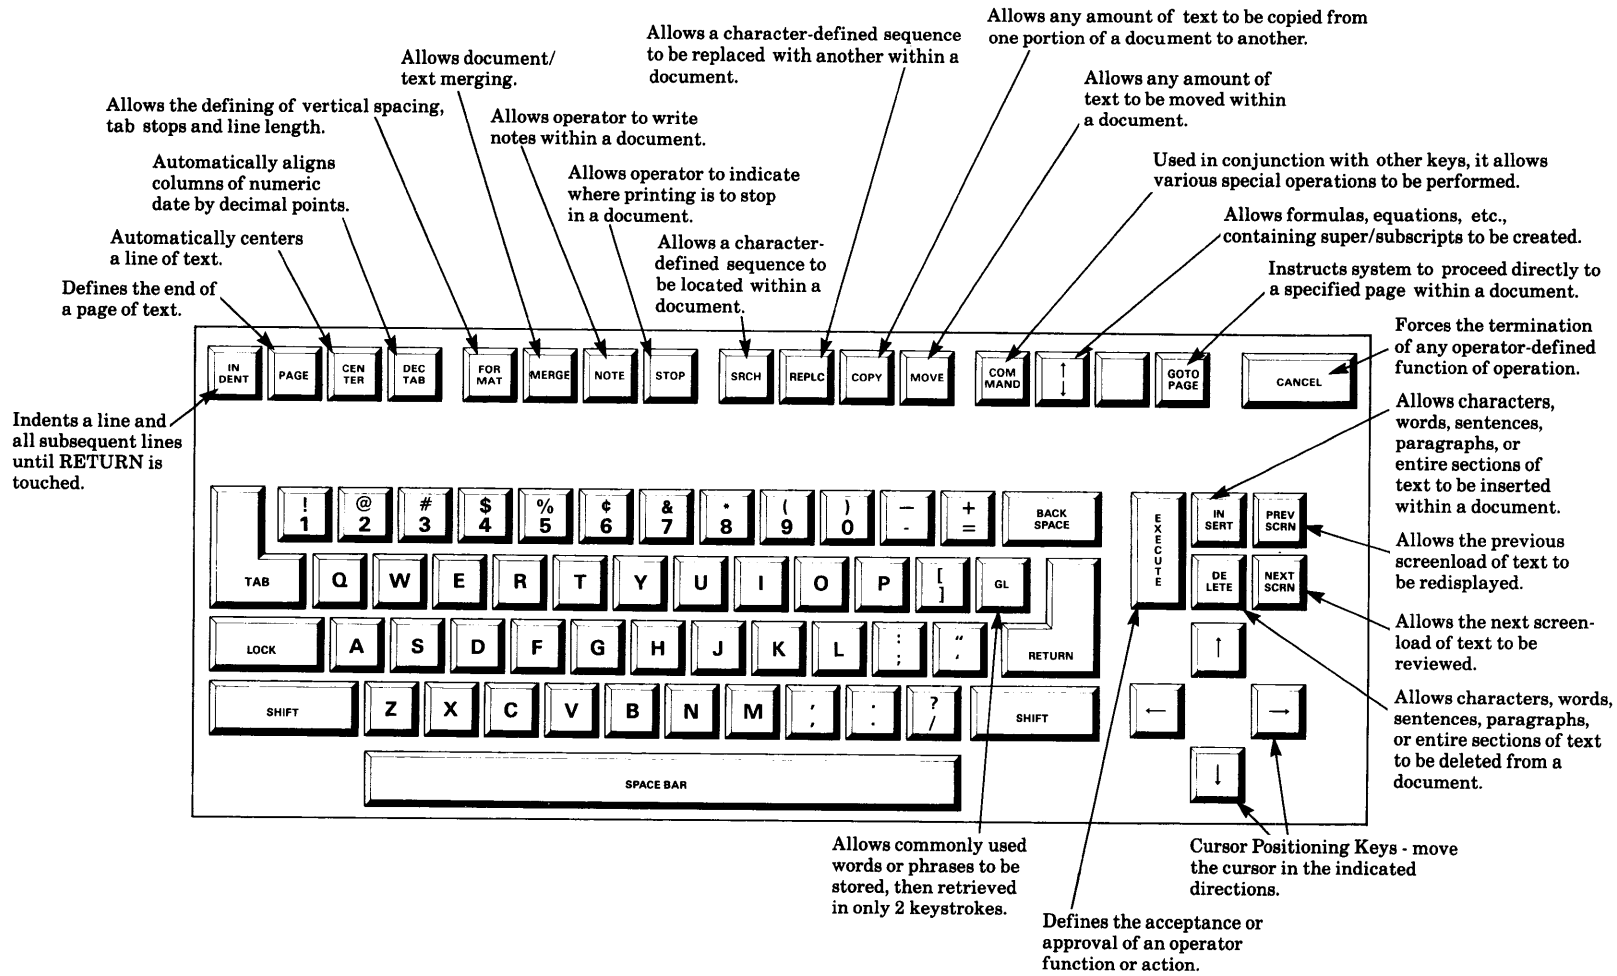 Allows any amount of text to be copied from
one portion of a document to another.
Allows a character-defined sequence
to be replaced with another within a
document.
Allows document/
text merging.
Allows any amount of
text to be moved within
a document.
Allows the defining of vertical spacing,
tab stops and line length.
Allows operator to write
notes within a document.
Automatically aligns
columns of numeric
date by decimal points.
Allows operator to indicate
where printing is to stop
in a document.
Used in conjunction with other keys, it allows
various special operations to be performed.
Allows formulas, equations, etc.,
containing super/subscripts to be created.
Automatically centers
a line of text.
Allows a character-
defined sequence to
be located within a
document.
Instructs system to proceed directly to
a specified page within a document.
Defines the end of
a page of text.
Forces the termination
of any operator-defined
function of operation.
IN
DENT
PAGE
CEN
TER
DEC
TAB
FOR
MAT
MERGE
NOTE
STOP
SRCH
REPLC
COPY
MOVE
COM
MAND
↑
↓
GOTO
PAGE
CANCEL
Indents a line and
all subsequent lines
until RETURN is
touched.
Allows characters,
words, sentences,
paragraphs, or
entire sections of
text to be inserted
within a document.
!
1
@
2
#
3
$
4
%
5
¢
6
&
7
*
8
(
9
)
0
—
-
+
=
BACK
SPACE
EXECUTE
IN
SERT
PREV
SCRN
Allows the previous
screenload of text to
be redisplayed.
TAB
Q
W
E
R
T
Y
U
I
O
P
[
]
GL
DE
LETE
NEXT
SCRN
Allows the next screen-
load of text to be
reviewed.
LOCK
A
S
D
F
G
H
J
K
L
:
;
"
'
RETURN
↑
Allows characters, words,
sentences, paragraphs,
or entire sections of text
to be deleted from a
document.
SHIFT
Z
X
C
V
B
N
M
,
,
.
.
?
/
SHIFT
←
→
SPACE BAR
↓
Allows commonly used
words or phrases to be
stored, then retrieved
in only 2 keystrokes.
Cursor Positioning Keys - move
the cursor in the indicated
directions.
Defines the acceptance or
approval of an operator
function or action.